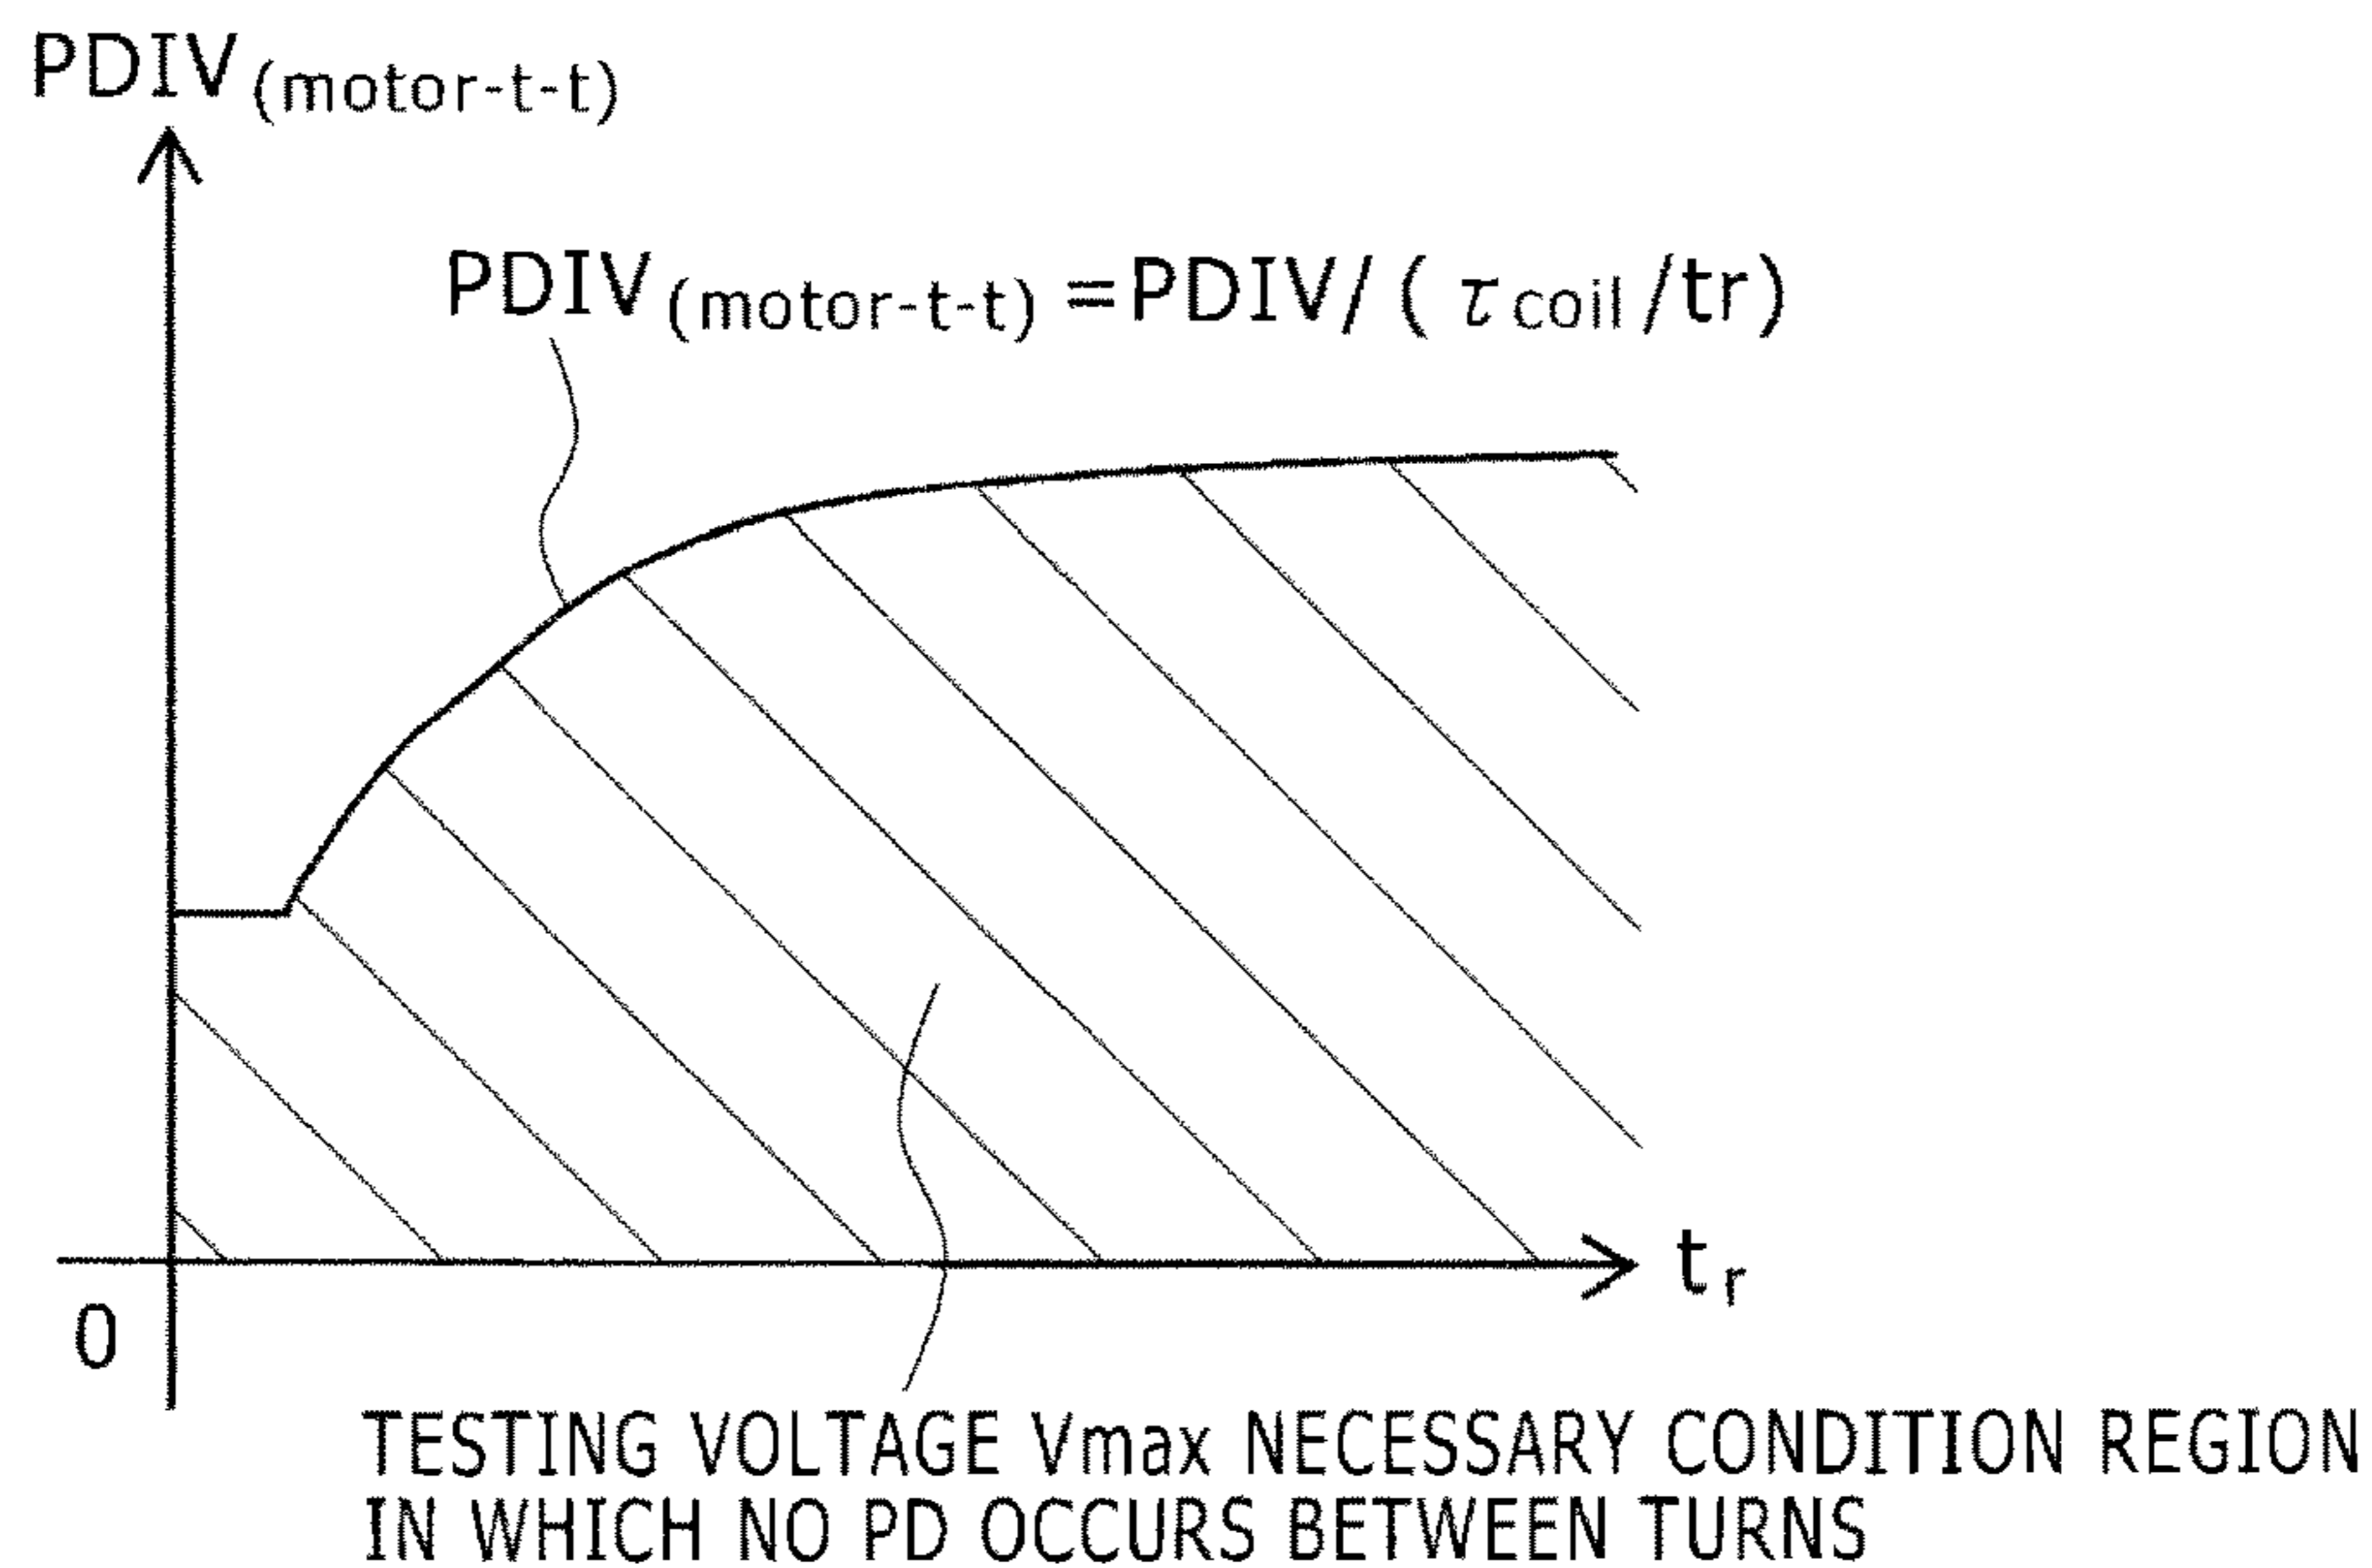 PDIV(motor-t-t)
PDIV(motor-t-t)=PDIV/(τcoil/tr)
tr
0
TESTING VOLTAGE Vmax NECESSARY CONDITION REGION
IN WHICH NO PD OCCURS BETWEEN TURNS